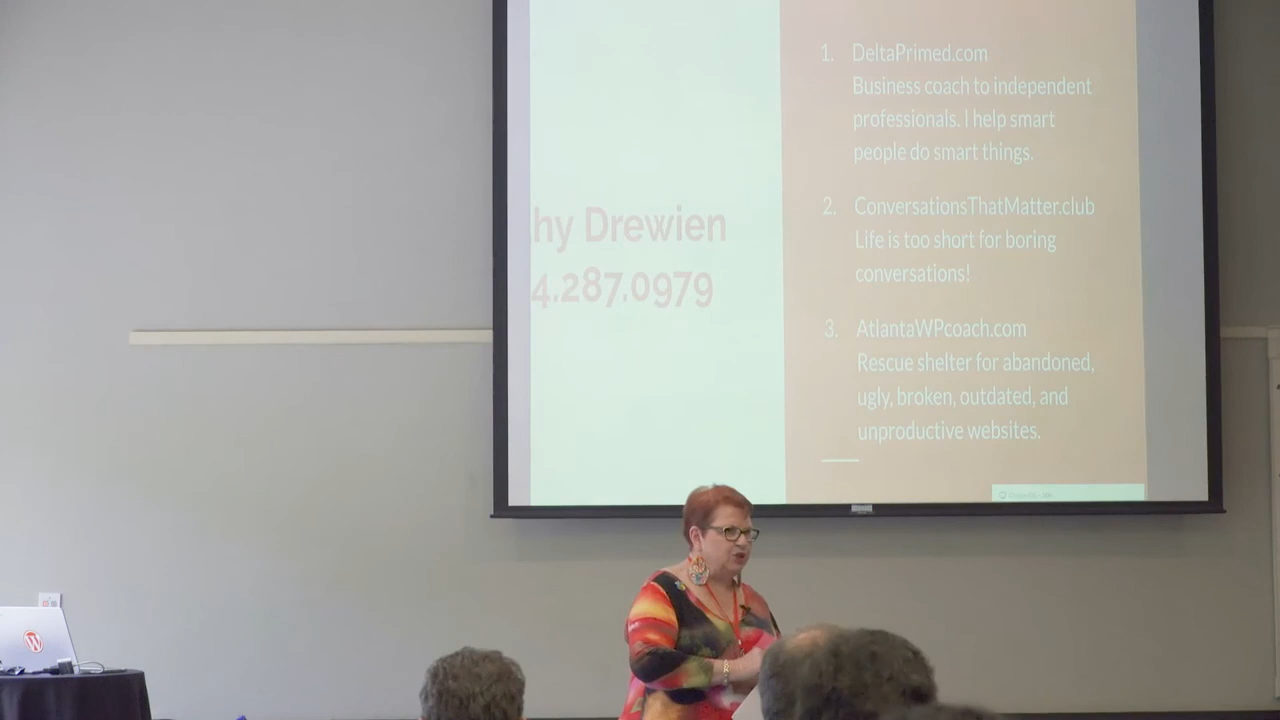 hy Drewien
4.287.0979
1. DeltaPrimed.com
Business coach to independent
professionals. I help smart
people do smart things.
2. ConversationsThatMatter.club
Life is too short for boring
conversations!
3. AtlantaWPcoach.com
Rescue shelter for abandoned,
ugly, broken, outdated, and
unproductive websites.